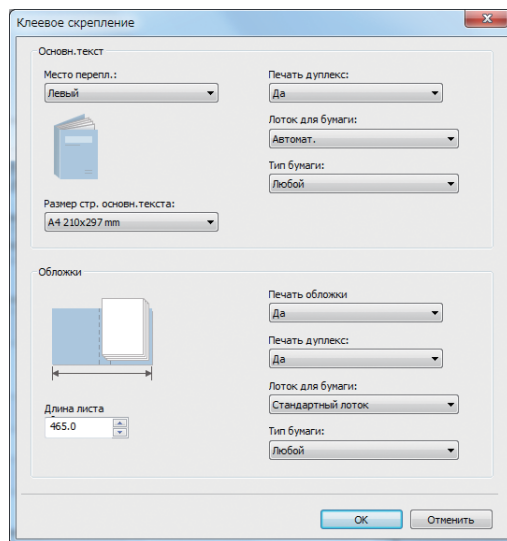 Клеевое скрепление
Основн.текст
Место перепл.:
Левый
Размер стр. основн.текста:
A4 210x297 mm
Печать дуплекс:
Да
Лоток для бумаги:
Автомат.
Тип бумаги:
Любой
Обложки
Длина листа
465.0
Печать обложки
Да
Печать дуплекс:
Да
Лоток для бумаги:
Стандартный лоток
Тип бумаги:
Любой
OK
Отменить